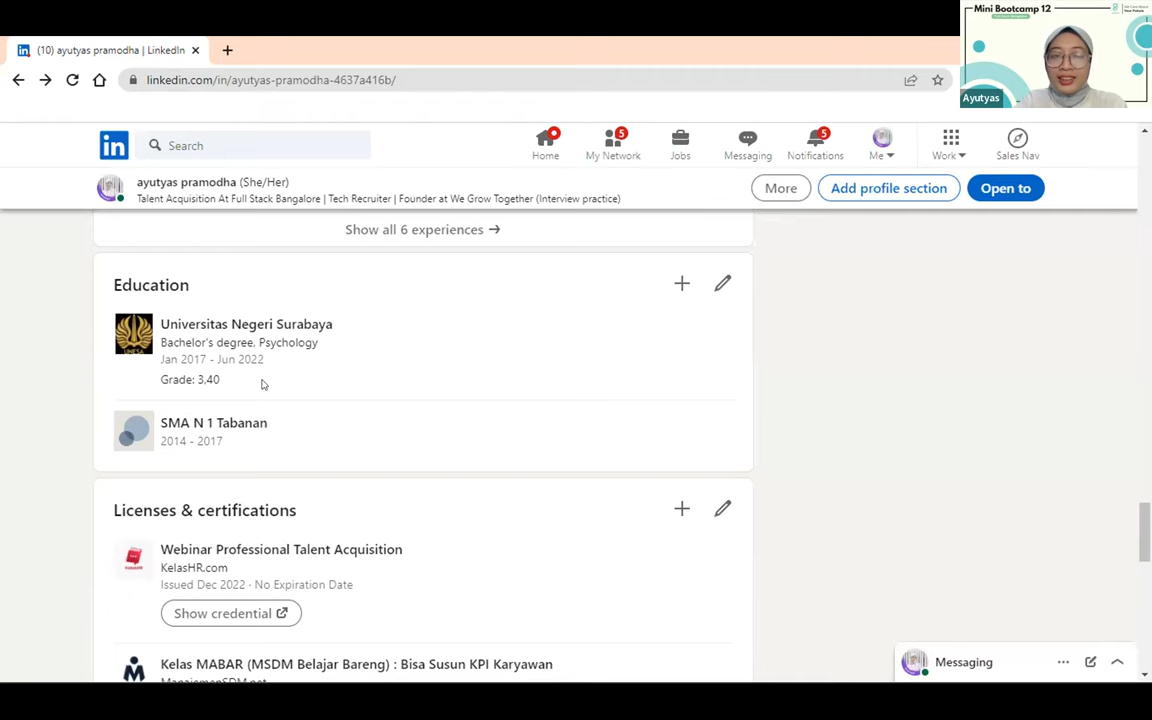 Mini Bootcamp 12
Ayutyas
(10) ayutyas pramodha | LinkedIn
linkedin.com/in/ayutyas-pramodha-4637a416b/
in
Search
Home
5
My Network
Jobs
Messaging
5
Notifications
Me
Work
Sales Nav
ayutyas pramodha (She/Her)
Talent Acquisition At Full Stack Bangalore | Tech Recruiter | Founder at We Grow Together (Interview practice)
More
Add profile section
Open to
Show all 6 experiences →
Education
Universitas Negeri Surabaya
Bachelor's degree, Psychology
Jan 2017 - Jun 2022
Grade: 3,40
UNESA
SMA N 1 Tabanan
2014 - 2017
Licenses & certifications
Webinar Professional Talent Acquisition
KelasHR.com
Issued Dec 2022 · No Expiration Date
Show credential
Kelas MABAR (MSDM Belajar Bareng) : Bisa Susun KPI Karyawan
ManajemenSDM.net
Messaging